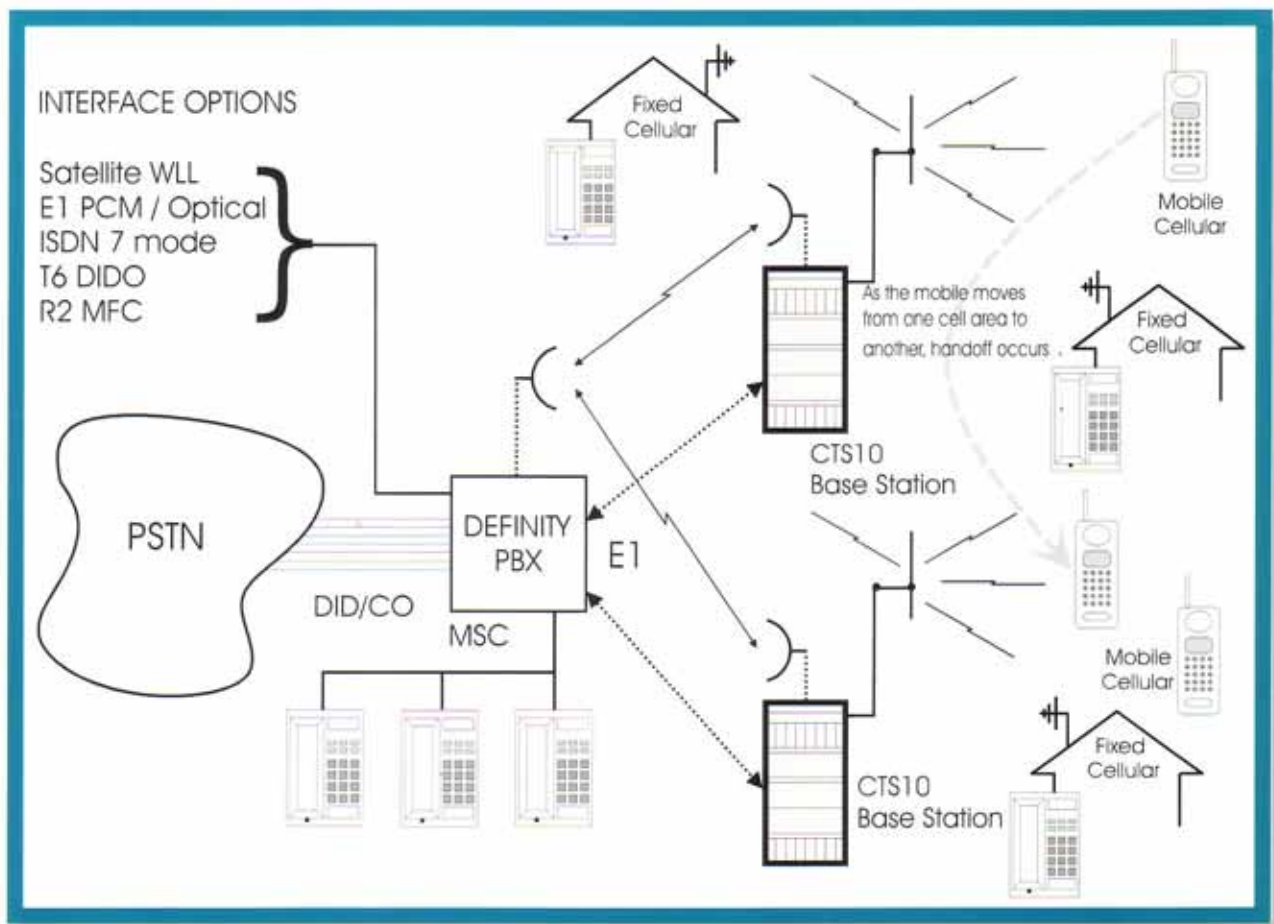 INTERFACE OPTIONS
Satellite WLL
E1 PCM / Optical
ISDN 7 mode
T6 DIDO
R2 MFC
PSTN
DID/CO
DEFINITY
PBX
MSC
E1
Fixed
Cellular
Mobile
Cellular
As the mobile moves
from one cell area to
another, handoff occurs .
Fixed
Cellular
CTS10
Base Station
Mobile
Cellular
Fixed
Cellular
CTS10
Base Station